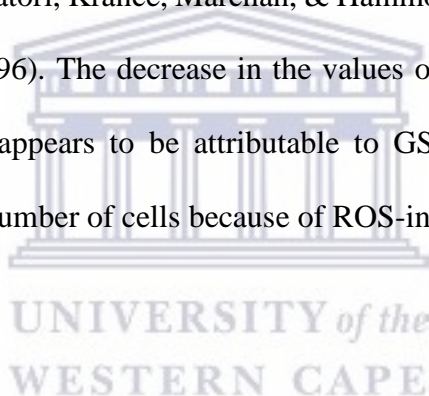 Krance, Marchan, & Hammo
96). The decrease in the values o
appears to be attributable to GS
umber of cells because of ROS-in
UNIVERSITY of the
WESTERN CAPE